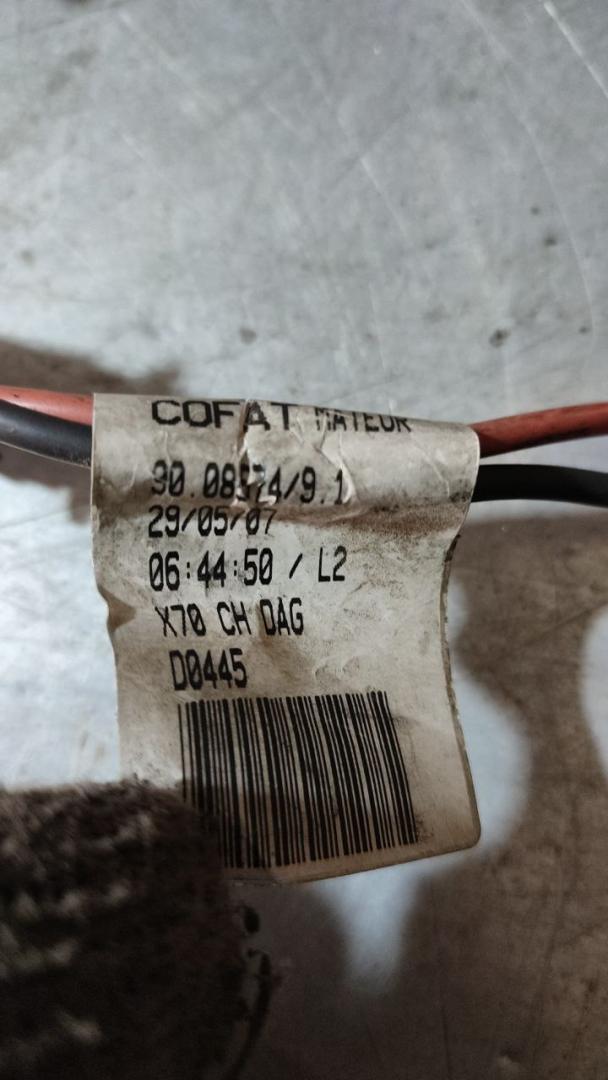 COFAT MATEUR
29/05/07
06:44:50 / L2
X70 CH DAG
D0445